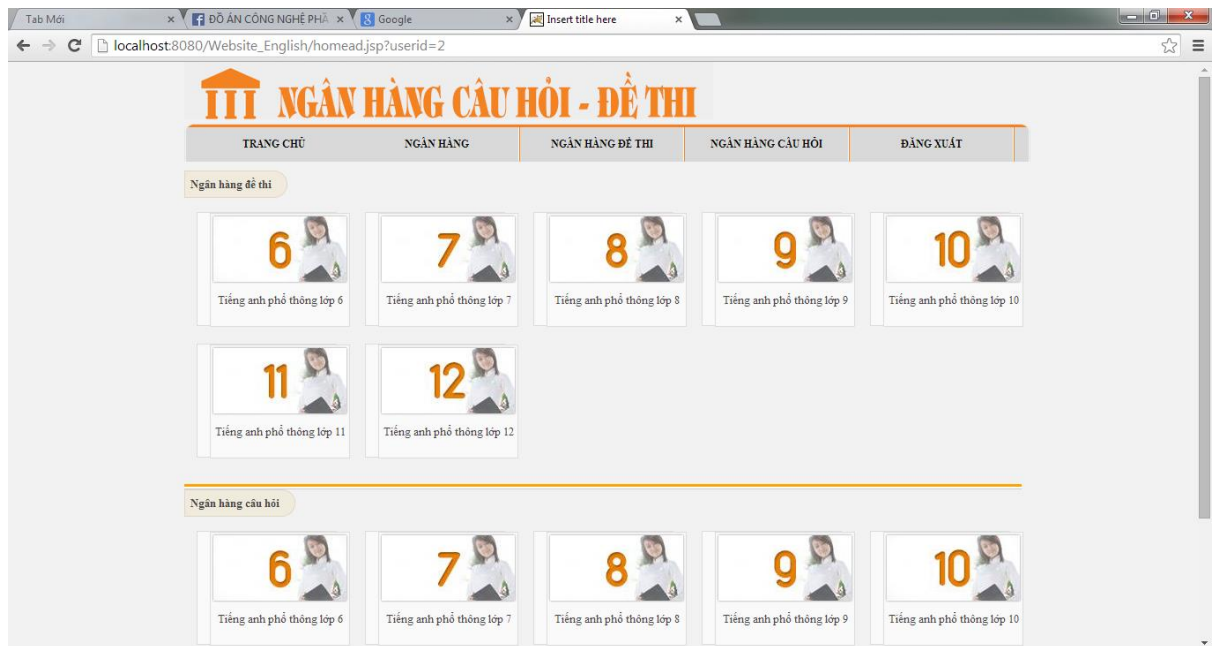 Tab Mới ĐỒ ÁN CÔNG NGHỆ PHẦ Google Insert title here
localhost:8080/Website_English/homead.jsp?userid=2
NGÂN HÀNG CÂU HỎI - ĐỀ THI
TRANG CHỦ NGÂN HÀNG NGÂN HÀNG ĐỀ THI NGÂN HÀNG CÂU HỎI ĐĂNG XUẤT
Ngân hàng đề thi
6 7 8 9 10
Tiếng anh phổ thông lớp 6 Tiếng anh phổ thông lớp 7 Tiếng anh phổ thông lớp 8 Tiếng anh phổ thông lớp 9 Tiếng anh phổ thông lớp 10
11 12
Tiếng anh phổ thông lớp 11 Tiếng anh phổ thông lớp 12
Ngân hàng câu hỏi
6 7 8 9 10
Tiếng anh phổ thông lớp 6 Tiếng anh phổ thông lớp 7 Tiếng anh phổ thông lớp 8 Tiếng anh phổ thông lớp 9 Tiếng anh phổ thông lớp 10